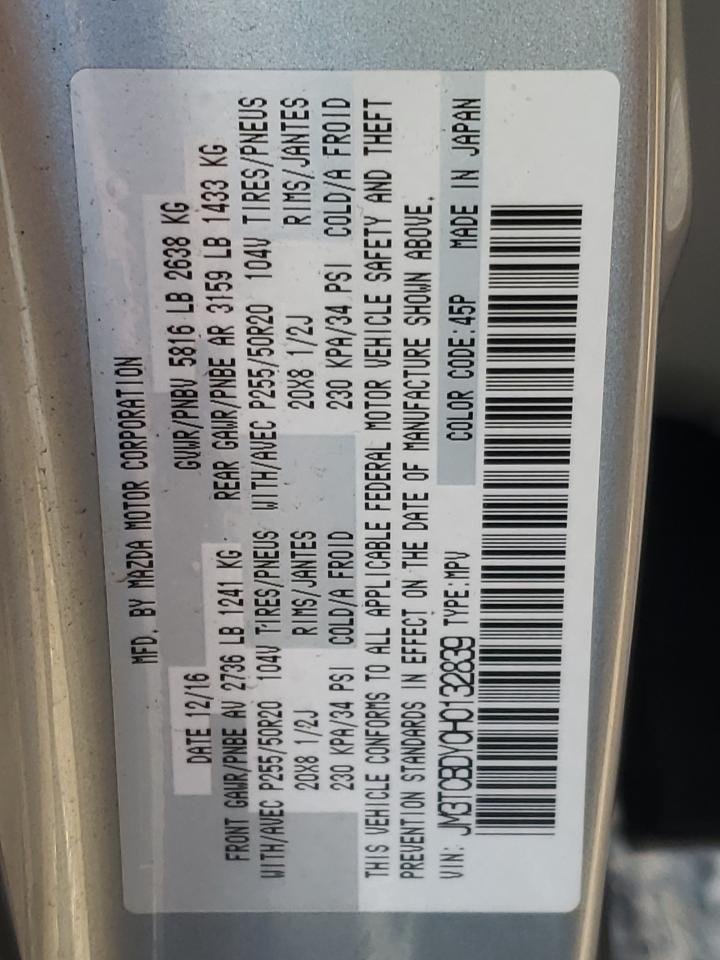 MFD. BY MAZDA MOTOR CORPORATION
DATE 12/16
GVWR/PNBV 5816 LB 2638 KG
FRONT GAWR/PNBE AV 2736 LB 1241 KG
REAR GAWR/PNBE AR 3159 LB 1433 KG
WITH/AVEC P255/50R20 104V TIRES/PNEUS
WITH/AVEC P255/50R20 104V TIRES/PNEUS
20X8 1/2J RIMS/JANTES
20X8 1/2J RIMS/JANTES
230 KPA/34 PSI COLD/A FROID
230 KPA/34 PSI COLD/A FROID
THIS VEHICLE CONFORMS TO ALL APPLICABLE FEDERAL MOTOR VEHICLE SAFETY AND THEFT
PREVENTION STANDARDS IN EFFECT ON THE DATE OF MANUFACTURE SHOWN ABOVE.
VIN: JM3TCBDY0H0132839 TYPE:MPV COLOR CODE:45P MADE IN JAPAN